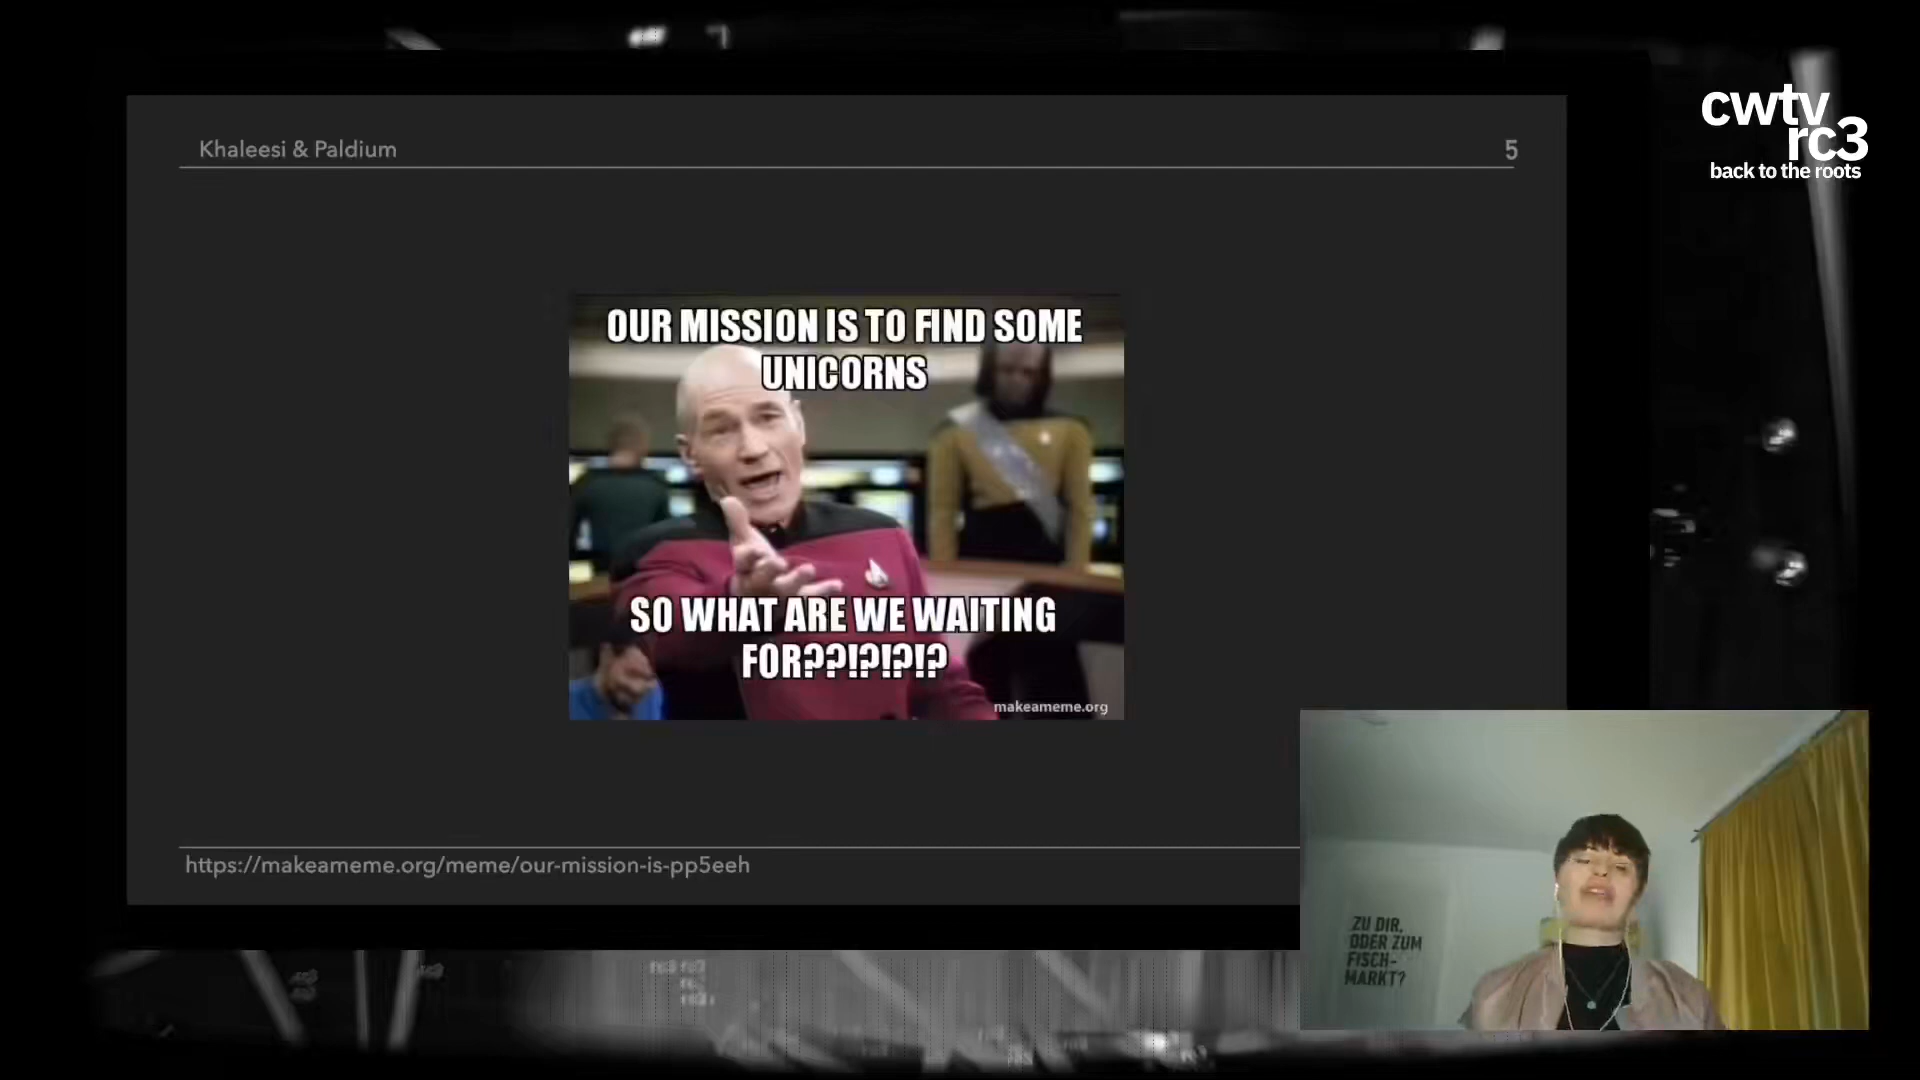 cwtv
rc3
back to the roots
Khaleesi & Paldium
5
OUR MISSION IS TO FIND SOME
UNICORNS
SO WHAT ARE WE WAITING
FOR??!?!?!?
makeameme.org
https://makeameme.org/meme/our-mission-is-pp5eeh
ZU DIR,
ODER ZUM
FISCH-
MARKT?